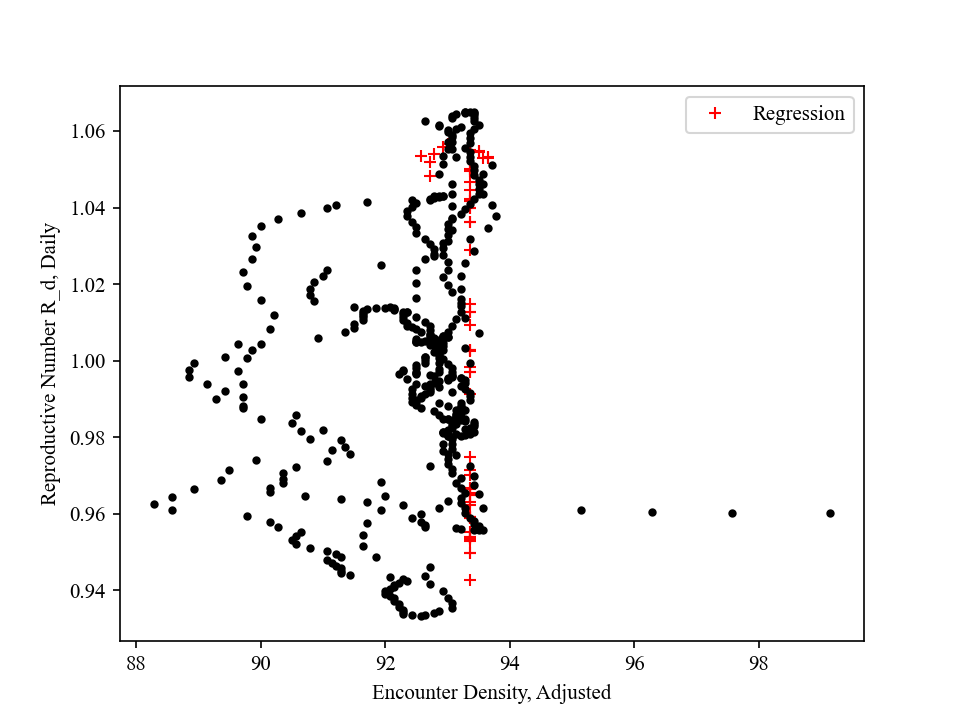 Regression
1.06
1.04
1.02
1.00
0.98
0.96
0.94
Reproductive Number R_d, Daily
88 90 92 94 96 98
Encounter Density, Adjusted